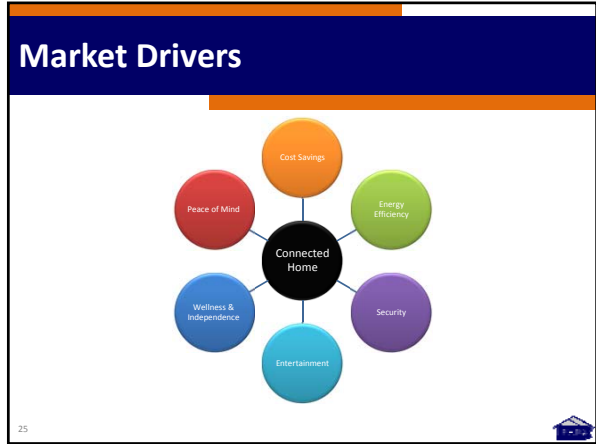 Market Drivers
Cost Savings
Energy
Efficiency
Security
Entertainment
Wellness &
Independence
Peace of Mind
Connected
Home
25